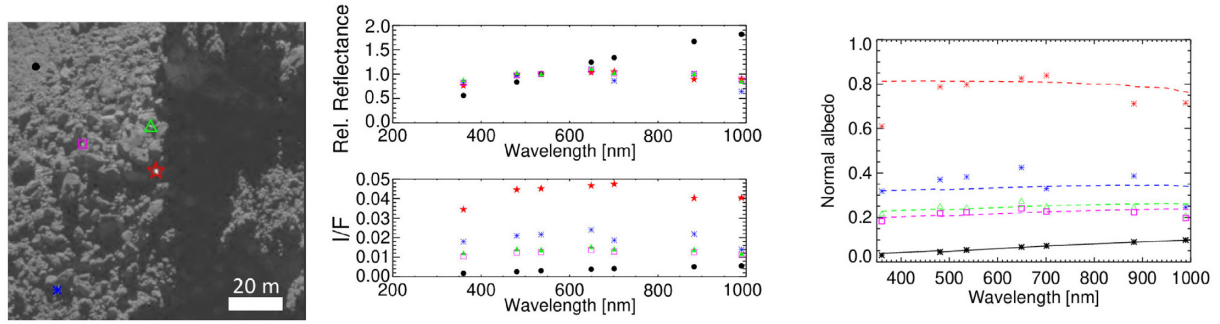 20 m
Rel. Reflectance
2.0
1.5
1.0
0.5
0.0
200 400 600 800 1000
Wavelength [nm]
I/F
0.05
0.04
0.03
0.02
0.01
0.00
200 400 600 800 1000
Wavelength [nm]
Normal albedo
1.0
0.8
0.6
0.4
0.2
0.0
400 500 600 700 800 900
Wavelength [nm]